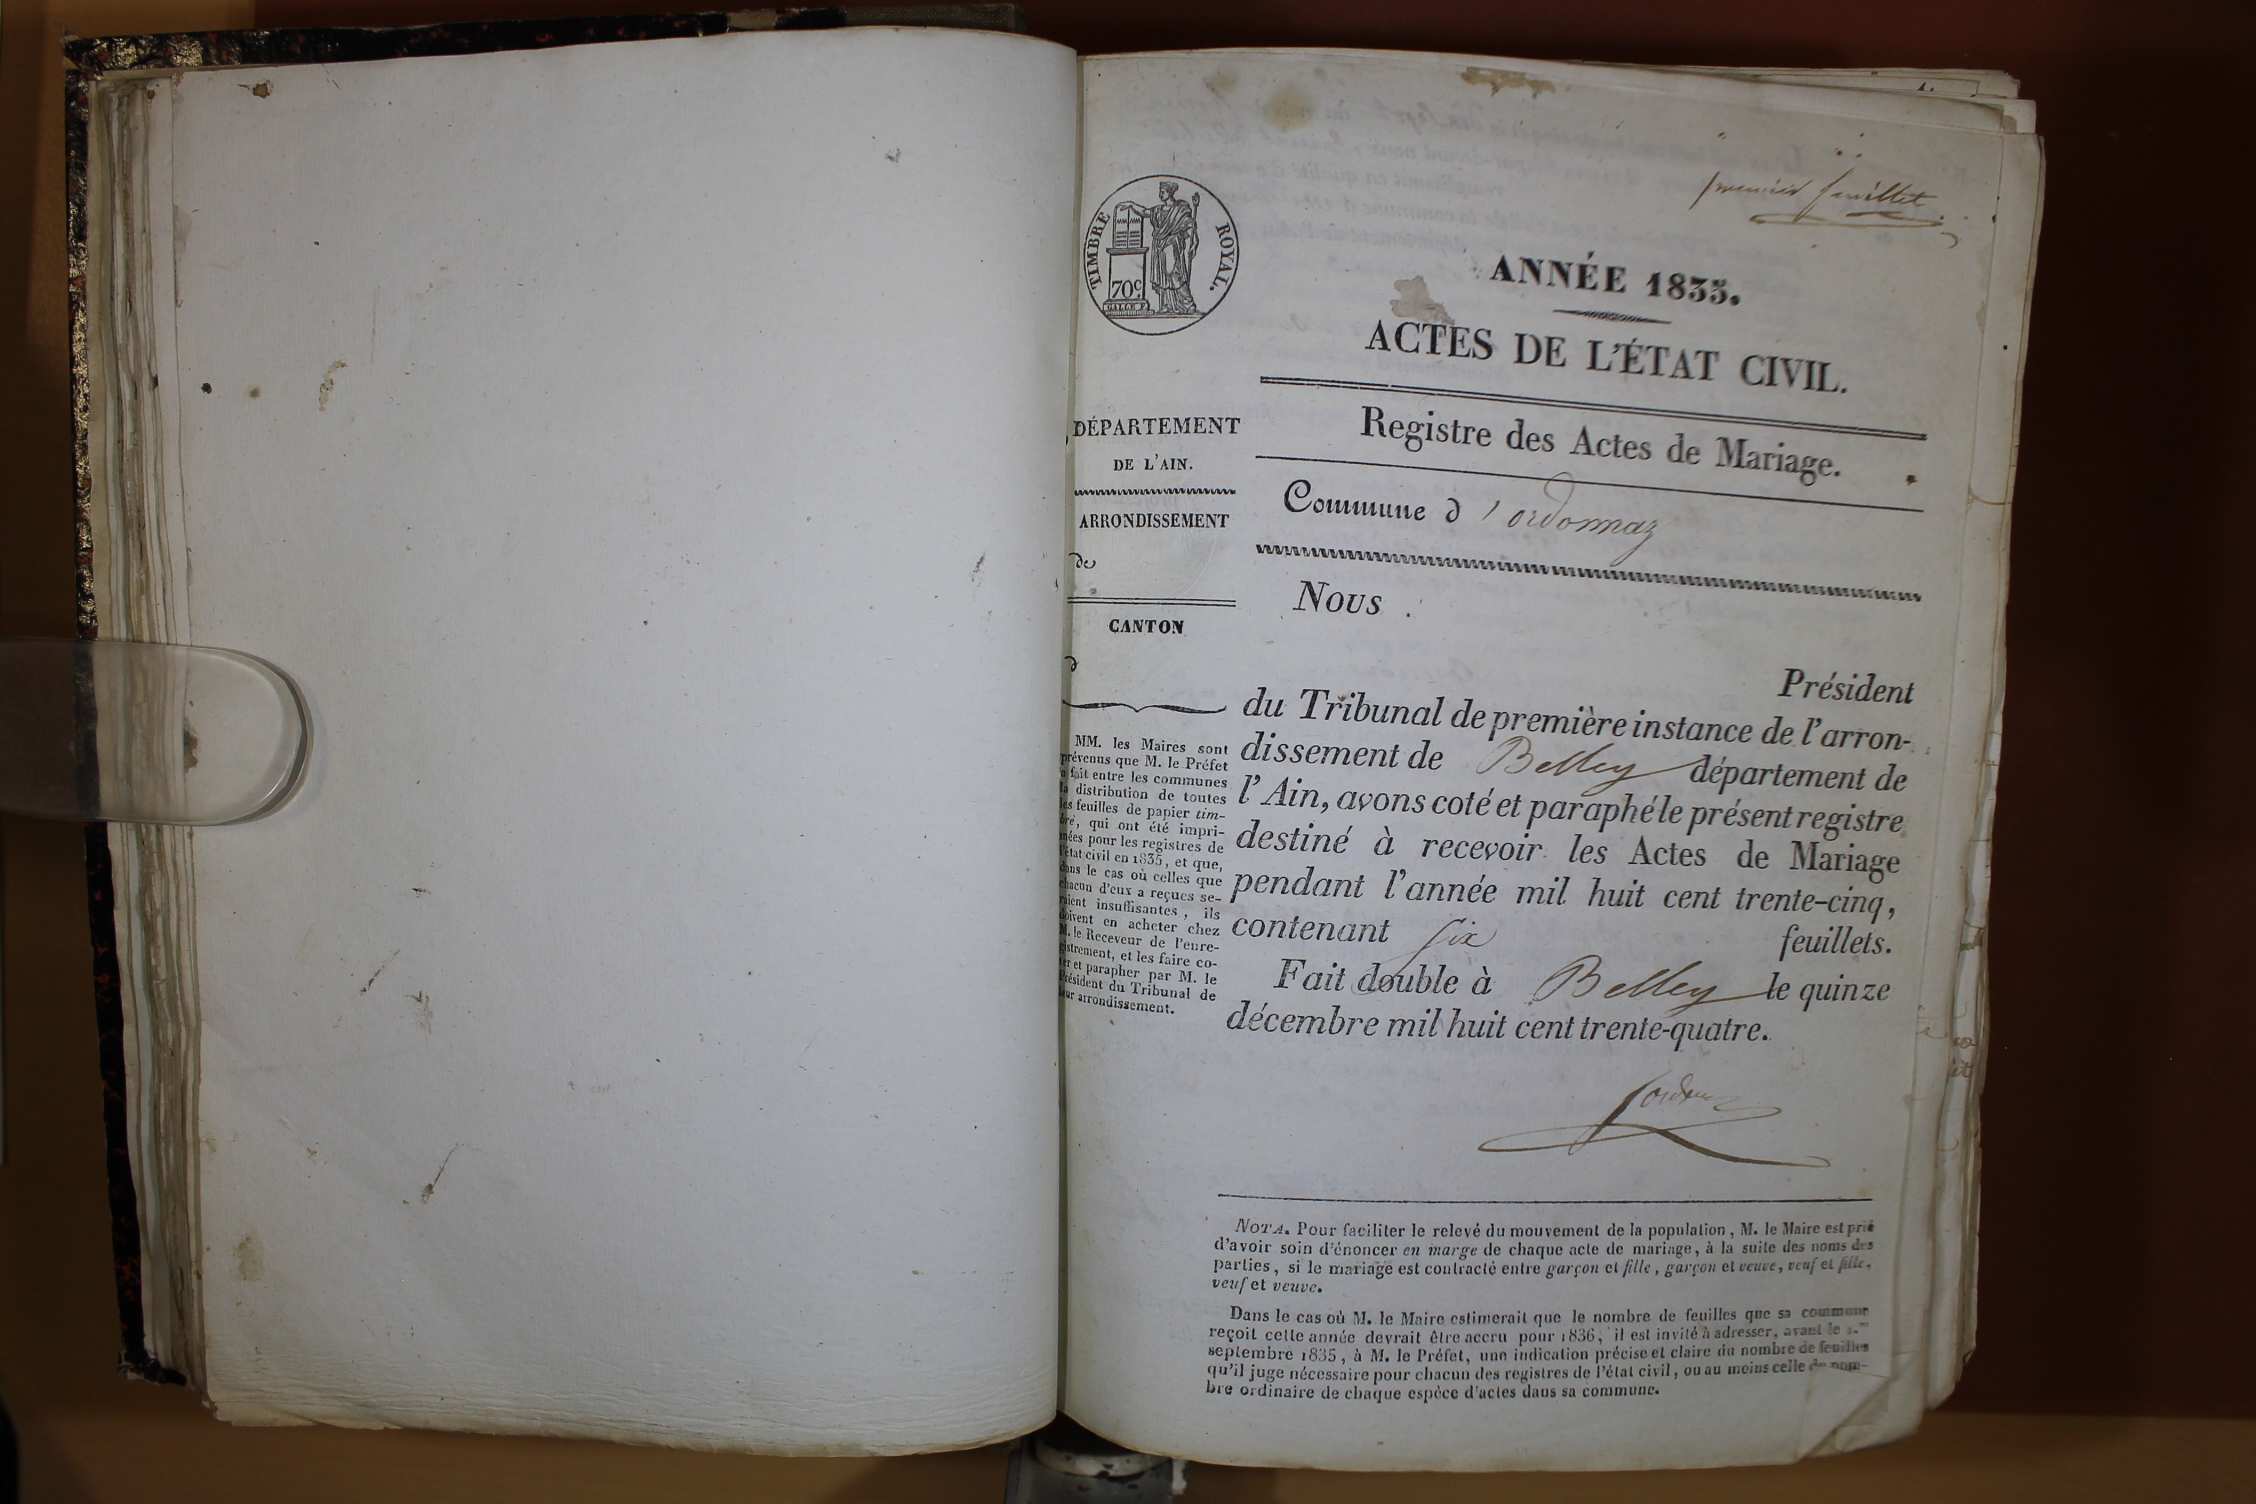 premier feuillet
TIMBRE ROYAL.
70c.
ANNÉE 1835.
ACTES DE L'ÉTAT CIVIL.
Registre des Actes de Mariage.
Commune d'ordonnaz
DÉPARTEMENT
DE L'AIN.
ARRONDISSEMENT
de
CANTON
d
MM. les Maires sont
prévenus que M. le Préfet
a fait entre les communes
la distribution de toutes
les feuilles de papier tim-
bré, qui ont été impri-
mées pour les registres de
l'état civil en 1835, et que,
dans le cas où celles que
chacun d'eux a reçues se-
raient insuffisantes, ils
doivent en acheter chez
M. le Receveur de l'enre-
gistrement, et les faire co-
ter et parapher par M. le
Président du Tribunal de
leur arrondissement.
Nous
Président
du Tribunal de première instance de l'arron-
dissement de Belley département de
l'Ain, avons coté et paraphé le présent registre
destiné à recevoir les Actes de Mariage
pendant l'année mil huit cent trente-cinq,
contenant six feuillets.
Fait double à Belley le quinze
décembre mil huit cent trente-quatre.
NOTA. Pour faciliter le relevé du mouvement de la population, M. le Maire est prié
d'avoir soin d'énoncer en marge de chaque acte de mariage, à la suite des noms des
parties, si le mariage est contracté entre garçon et fille, garçon et veuve, veuf et fille,
veuf et veuve.
Dans le cas où M. le Maire estimerait que le nombre de feuilles que sa commune
reçoit cette année devrait être accru pour 1836, il est invité à adresser, avant le 1.er
septembre 1835, à M. le Préfet, une indication précise et claire du nombre de feuilles
qu'il juge nécessaire pour chacun des registres de l'état civil, ou au moins celle du nom-
bre ordinaire de chaque espèce d'actes dans sa commune.